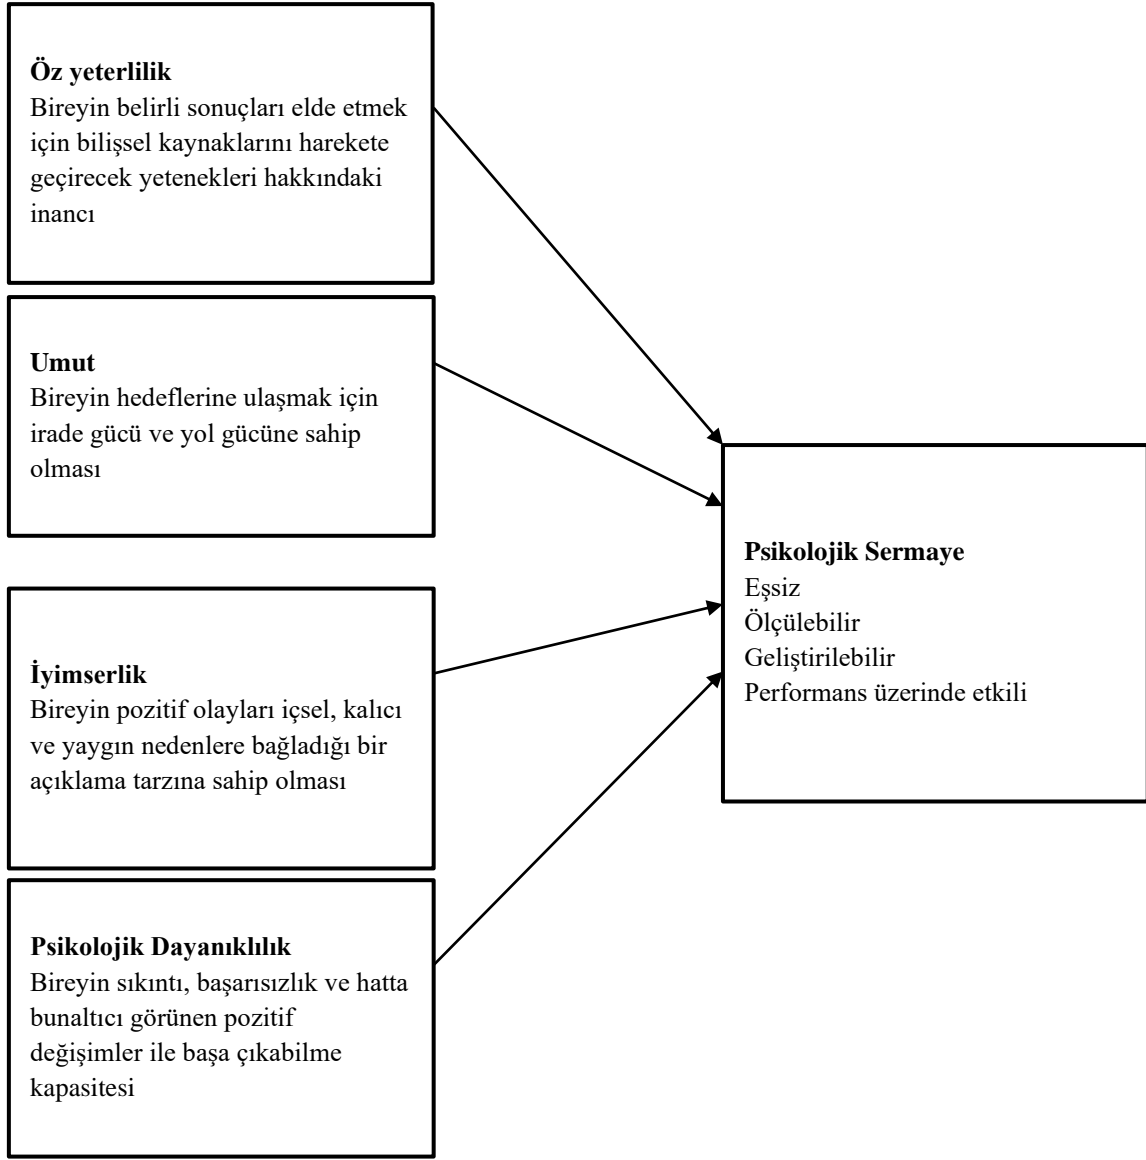 Öz yeterlilik
Bireyin belirli sonuçları elde etmek
için bilişsel kaynaklarını harekete
geçirecek yetenekleri hakkındaki
inancı
Umut
Bireyin hedeflerine ulaşmak için
irade gücü ve yol gücüne sahip
olması
İyimserlik
Bireyin pozitif olayları içsel, kalıcı
ve yaygın nedenlere bağladığı bir
açıklama tarzına sahip olması
Psikolojik Dayanıklılık
Bireyin sıkıntı, başarısızlık ve hatta
bunaltıcı görünen pozitif
değişimler ile başa çıkabilme
kapasitesi
Psikolojik Sermaye
Eşsiz
Ölçülebilir
Geliştirilebilir
Performans üzerinde etkili